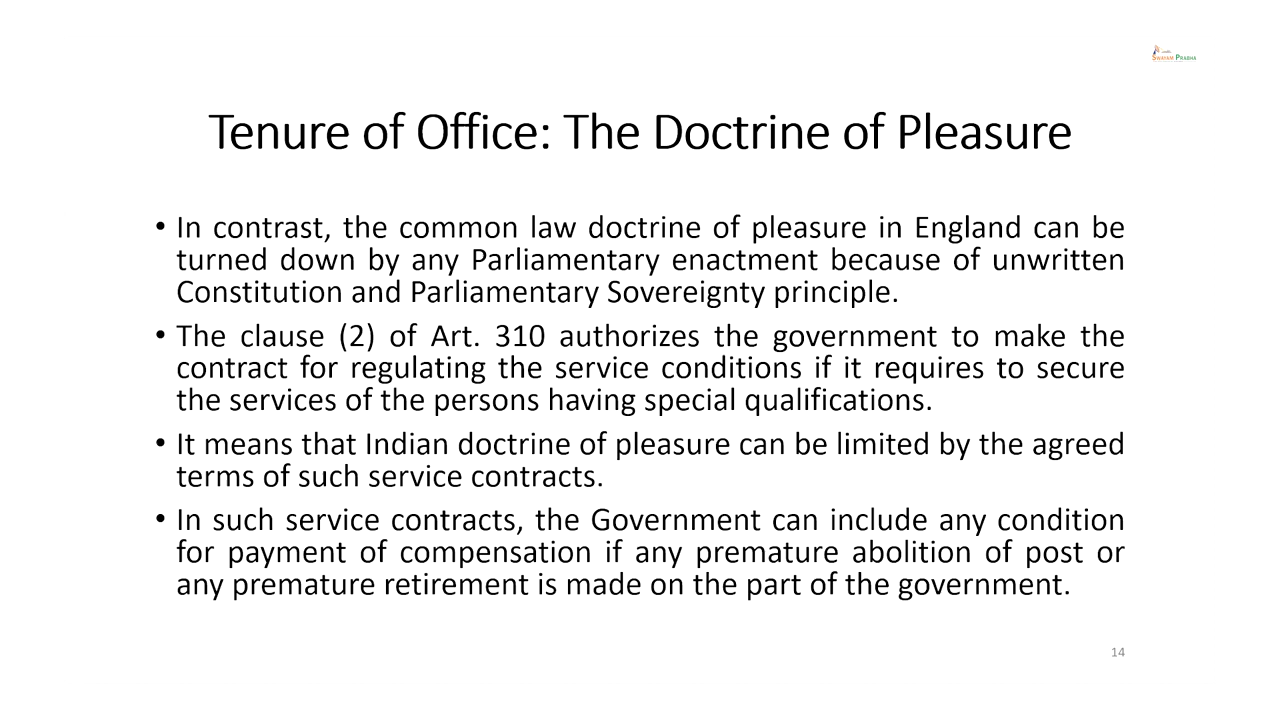 Swayam Prabha
Tenure of Office: The Doctrine of Pleasure
• In contrast, the common law doctrine of pleasure in England can be
turned down by any Parliamentary enactment because of unwritten
Constitution and Parliamentary Sovereignty principle.
• The clause (2) of Art. 310 authorizes the government to make the
contract for regulating the service conditions if it requires to secure
the services of the persons having special qualifications.
• It means that Indian doctrine of pleasure can be limited by the agreed
terms of such service contracts.
• In such service contracts, the Government can include any condition
for payment of compensation if any premature abolition of post or
any premature retirement is made on the part of the government.
14